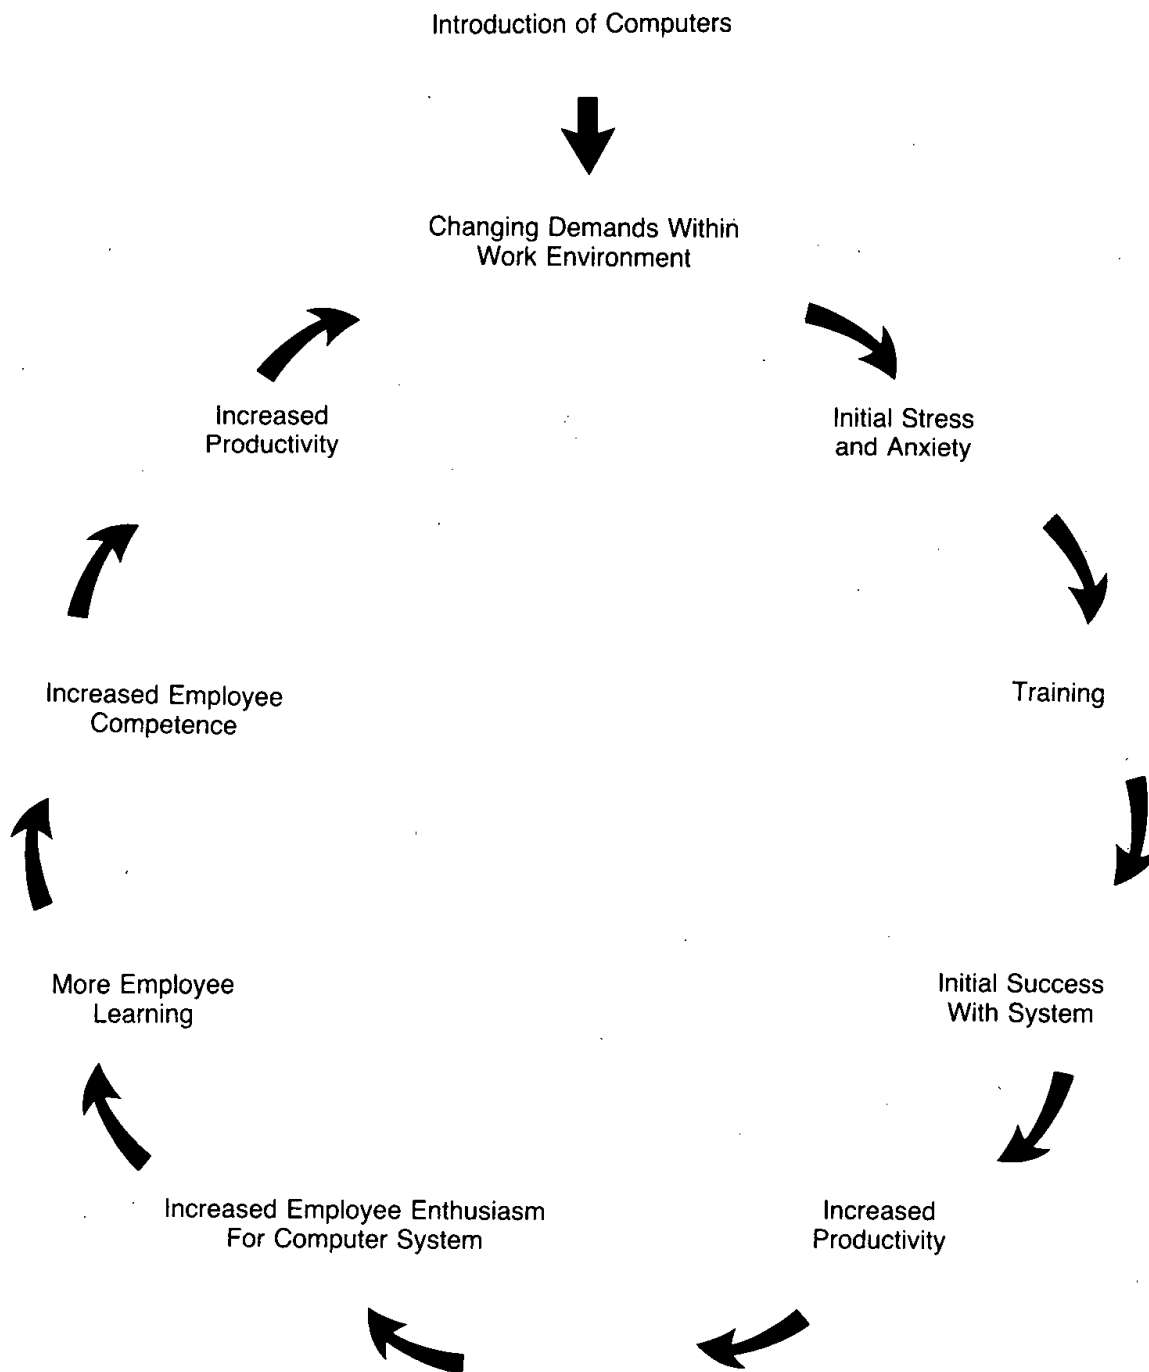 Introduction of Computers
Changing Demands Within
Work Environment
Initial Stress
and Anxiety
Training
Initial Success
With System
Increased
Productivity
Increased Employee Enthusiasm
For Computer System
More Employee
Learning
Increased Employee
Competence
Increased
Productivity